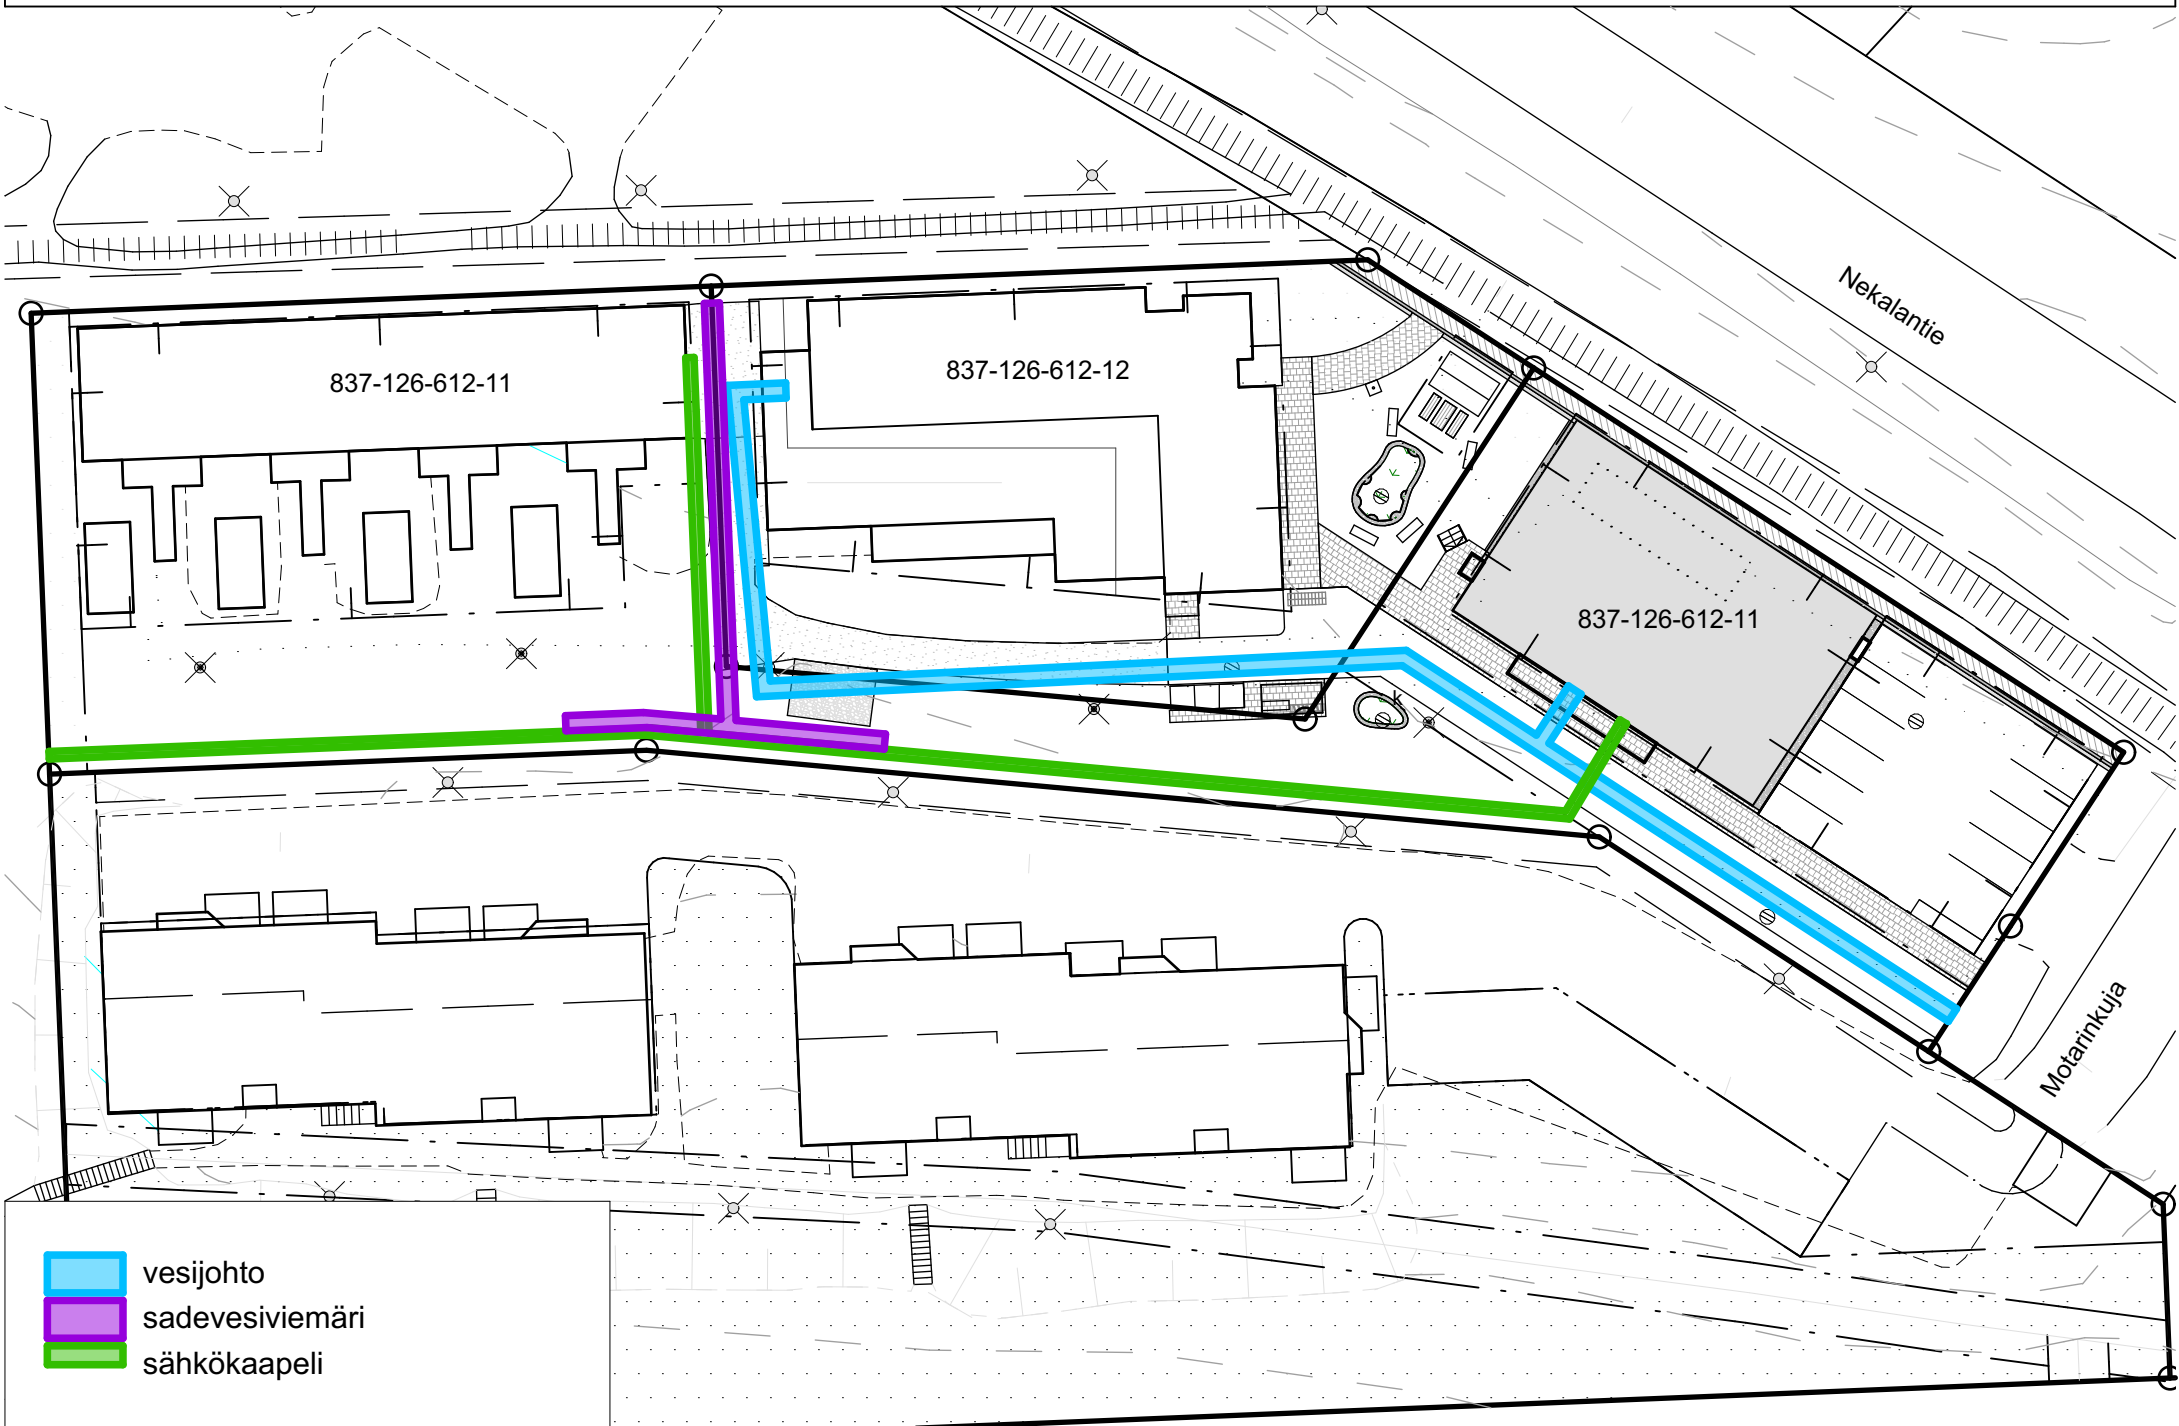 Nekalantie
837-126-612-11
837-126-612-12
837-126-612-11
Motarinkuja
vesijohto
sadevesiviemäri
sähkökaapeli